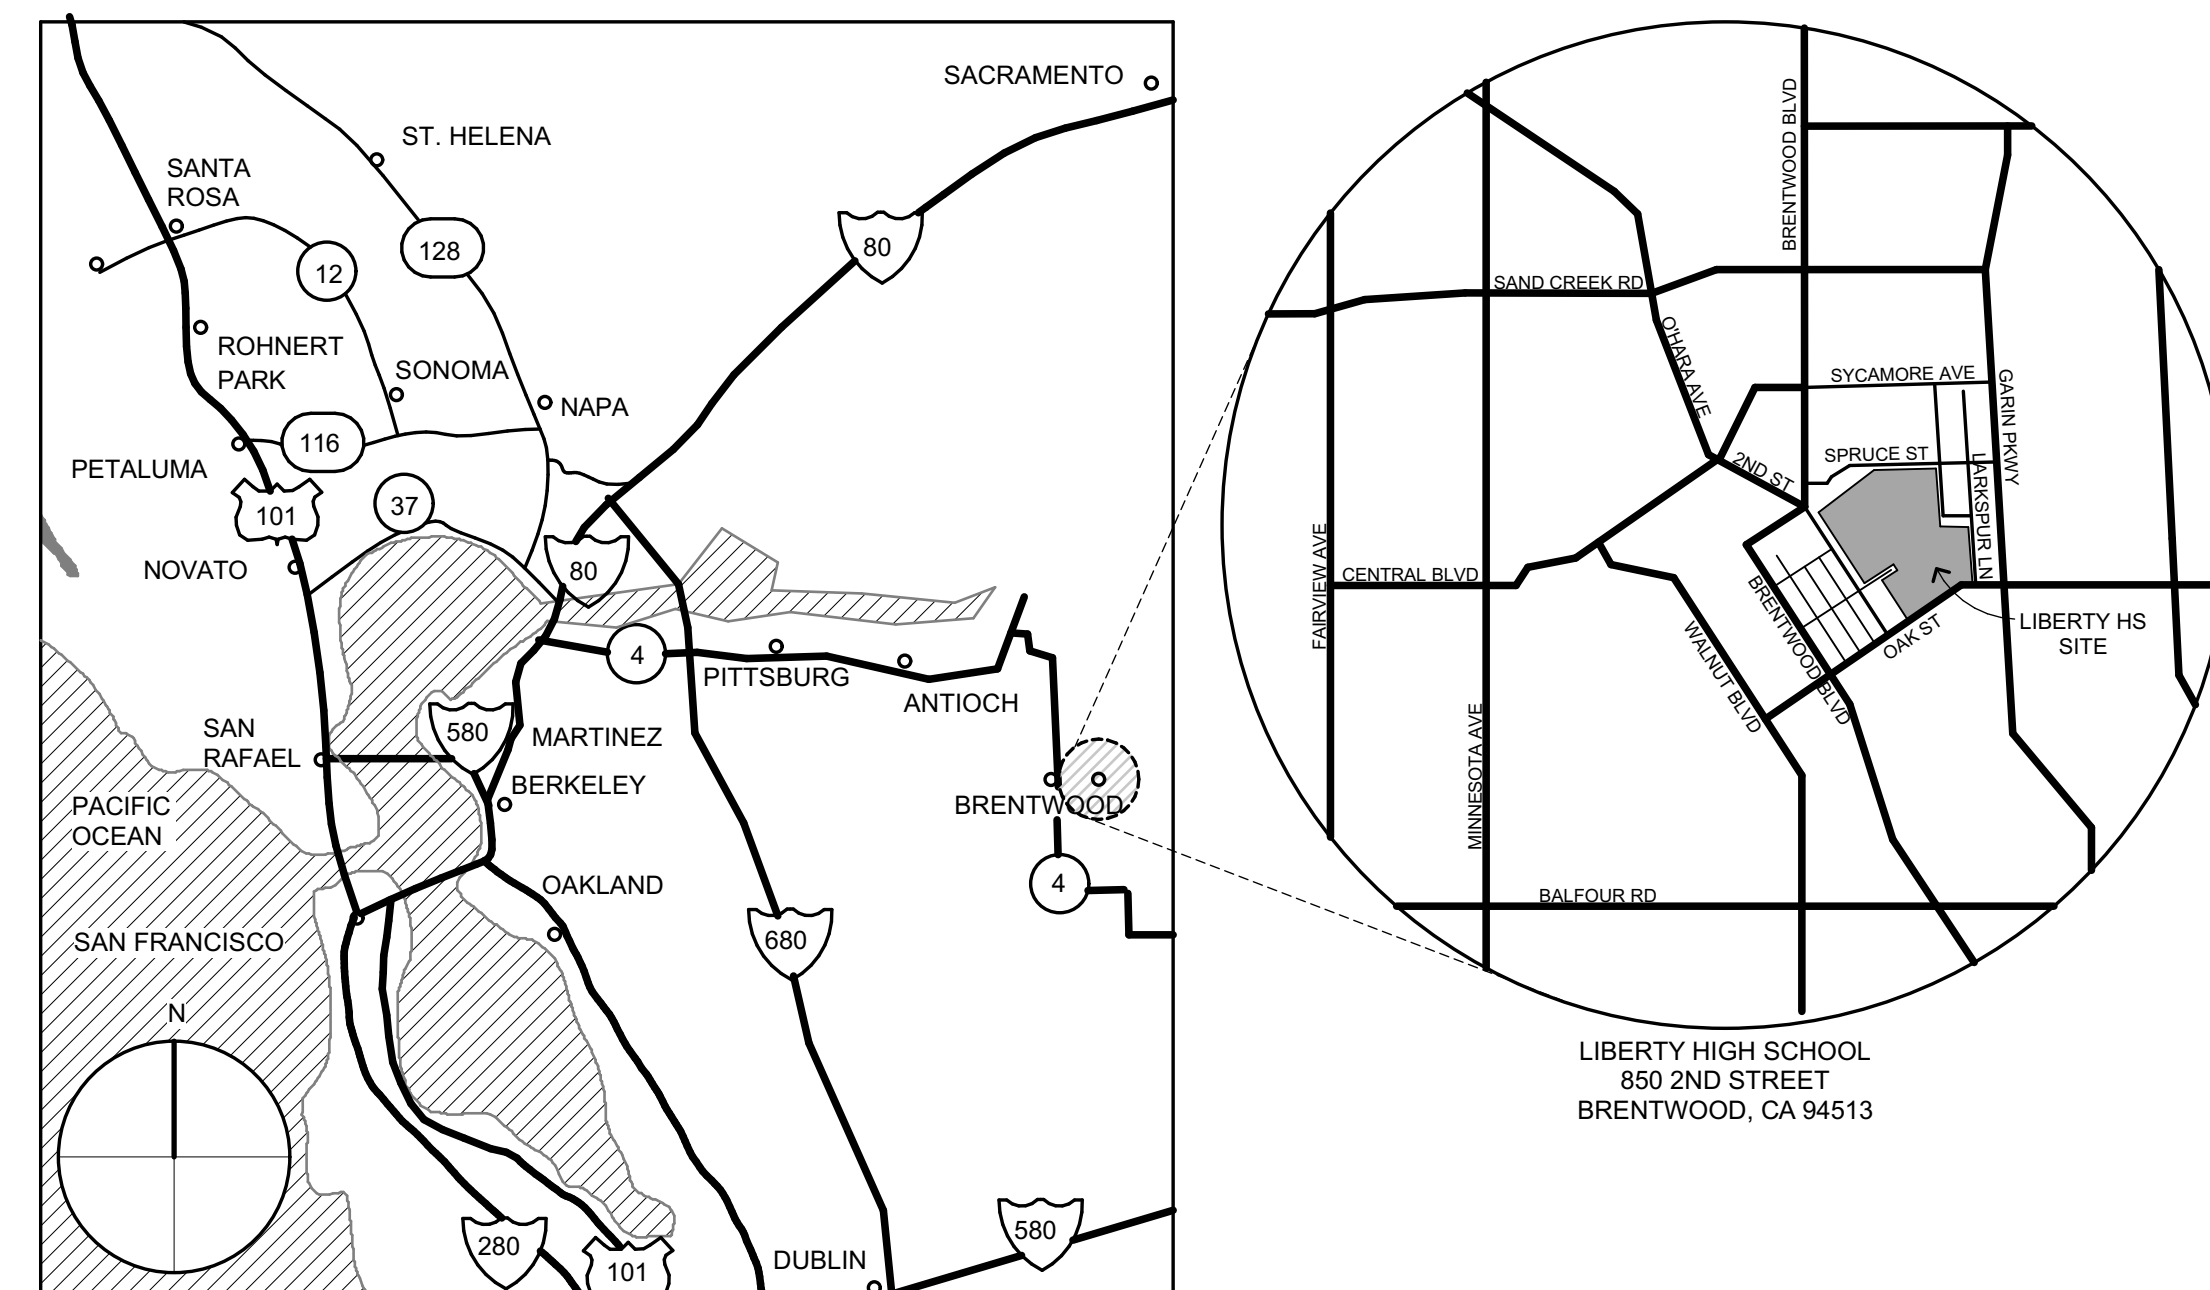 SACRAMENTO
ST. HELENA
SANTA
ROSA
128
80
12
ROHNERT
PARK
SONOMA
NAPA
116
PETALUMA
101
37
NOVATO
80
4
PITTSBURG
ANTIOCH
SAN
RAFAEL
580
MARTINEZ
BERKELEY
BRENTWOOD
PACIFIC
OCEAN
4
OAKLAND
SAN FRANCISCO
680
N
280
101
DUBLIN
580
BRENTWOOD BLVD
SAND CREEK RD
O'HARA AVE
SYCAMORE AVE
GARIN PKWY
2ND ST
SPRUCE ST
LARKSPUR LN
FAIRVIEW AVE
CENTRAL BLVD
BRENTWOOD BLVD
WALNUT BLVD
OAK ST
LIBERTY HS
SITE
MINNESOTA AVE
BALFOUR RD
LIBERTY HIGH SCHOOL
850 2ND STREET
BRENTWOOD, CA 94513